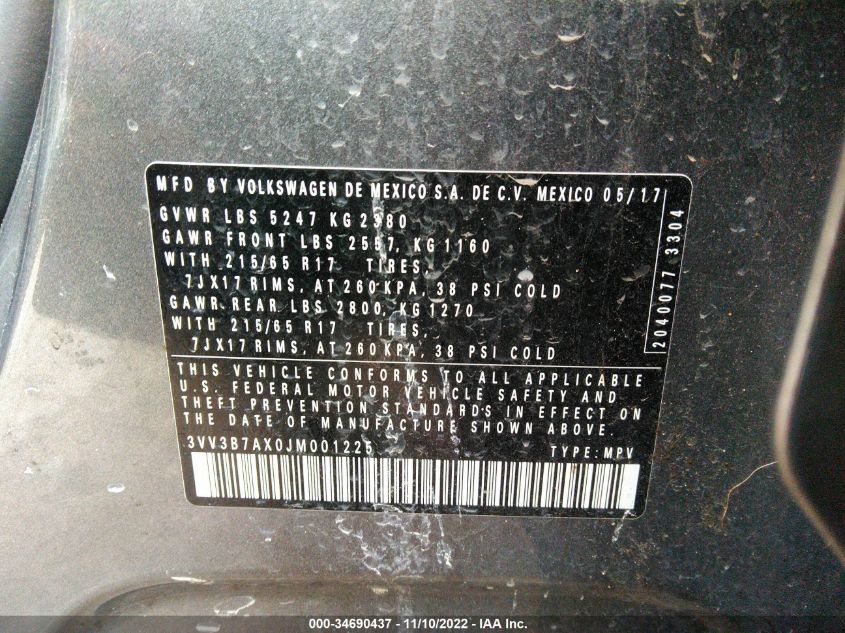 MFD BY VOLKSWAGEN DE MEXICO S.A. DE C.V. MEXICO 05/17
GVWR LBS 5247 KG 2380
GAWR FRONT LBS 2557, KG 1160
WITH 215/65 R17 TIRES,
7JX17 RIMS, AT 260 KPA, 38 PSI COLD
GAWR REAR LBS 2800, KG 1270
WITH 215/65 R17 TIRES,
7JX17 RIMS, AT 260 KPA, 38 PSI COLD
2040077 3304
THIS VEHICLE CONFORMS TO ALL APPLICABLE
U.S. FEDERAL MOTOR VEHICLE SAFETY AND
THEFT PREVENTION STANDARDS IN EFFECT ON
THE DATE OF MANUFACTURE SHOWN ABOVE.
3VV3B7AX0JM001225 TYPE: MPV
000-34690437 - 11/10/2022 - IAA Inc.